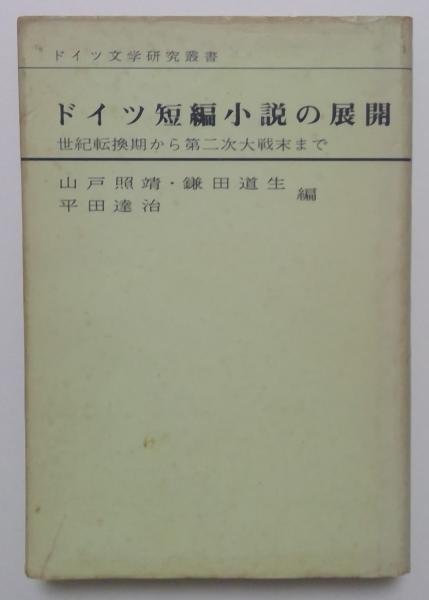 ドイツ文学研究叢書
ドイツ短編小説の展開
世紀転換期から第二次大戦末まで
山戸照靖・鎌田道生
平田達治 編